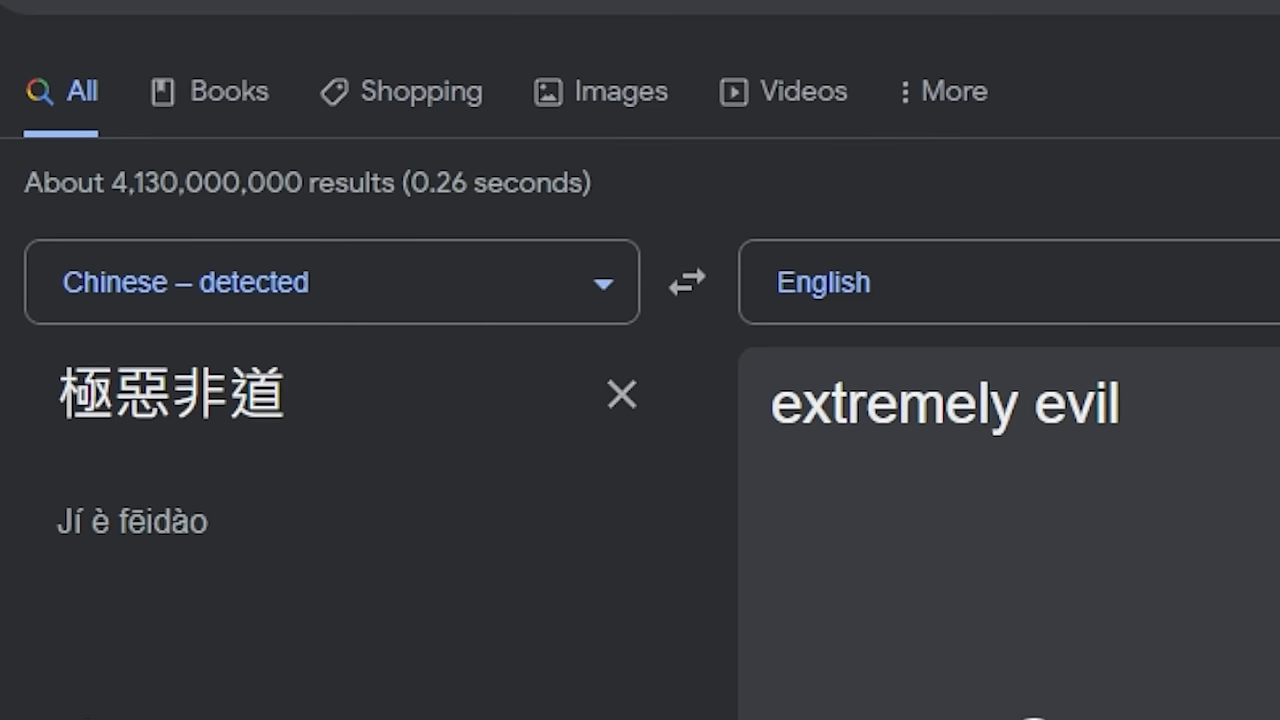 All Books Shopping Images Videos More
About 4,130,000,000 results (0.26 seconds)
Chinese – detected English
極惡非道 extremely evil
Jí è fēidào